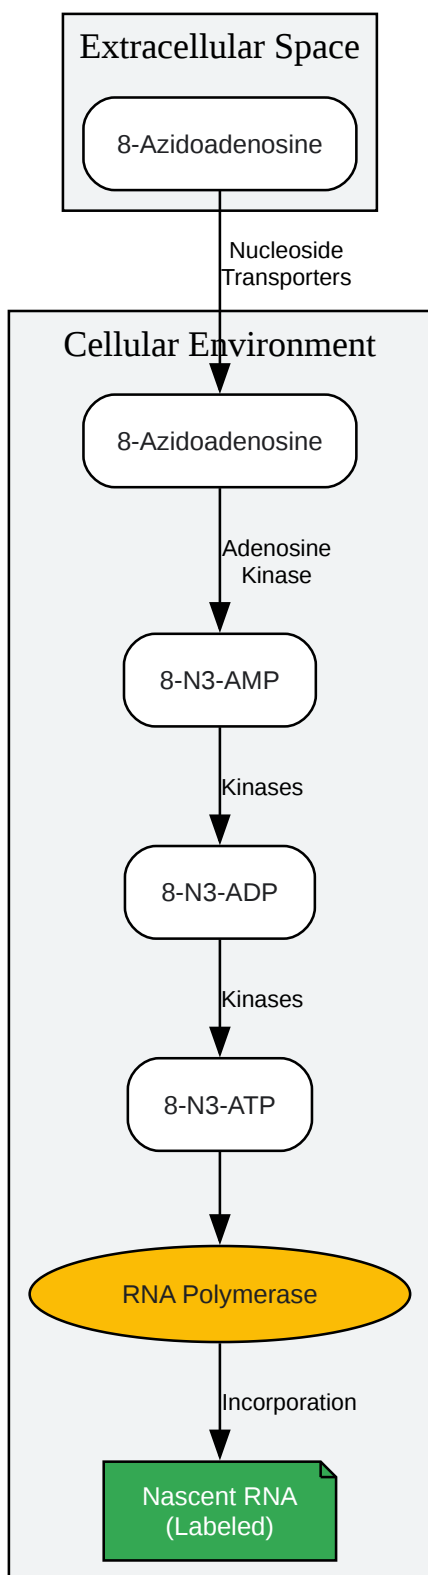 Extracellular Space
8-Azidoadenosine
Nucleoside
Transporters
Cellular Environment
8-Azidoadenosine
Adenosine
Kinase
8-N3-AMP
Kinases
8-N3-ADP
Kinases
8-N3-ATP
RNA Polymerase
Incorporation
Nascent RNA
(Labeled)